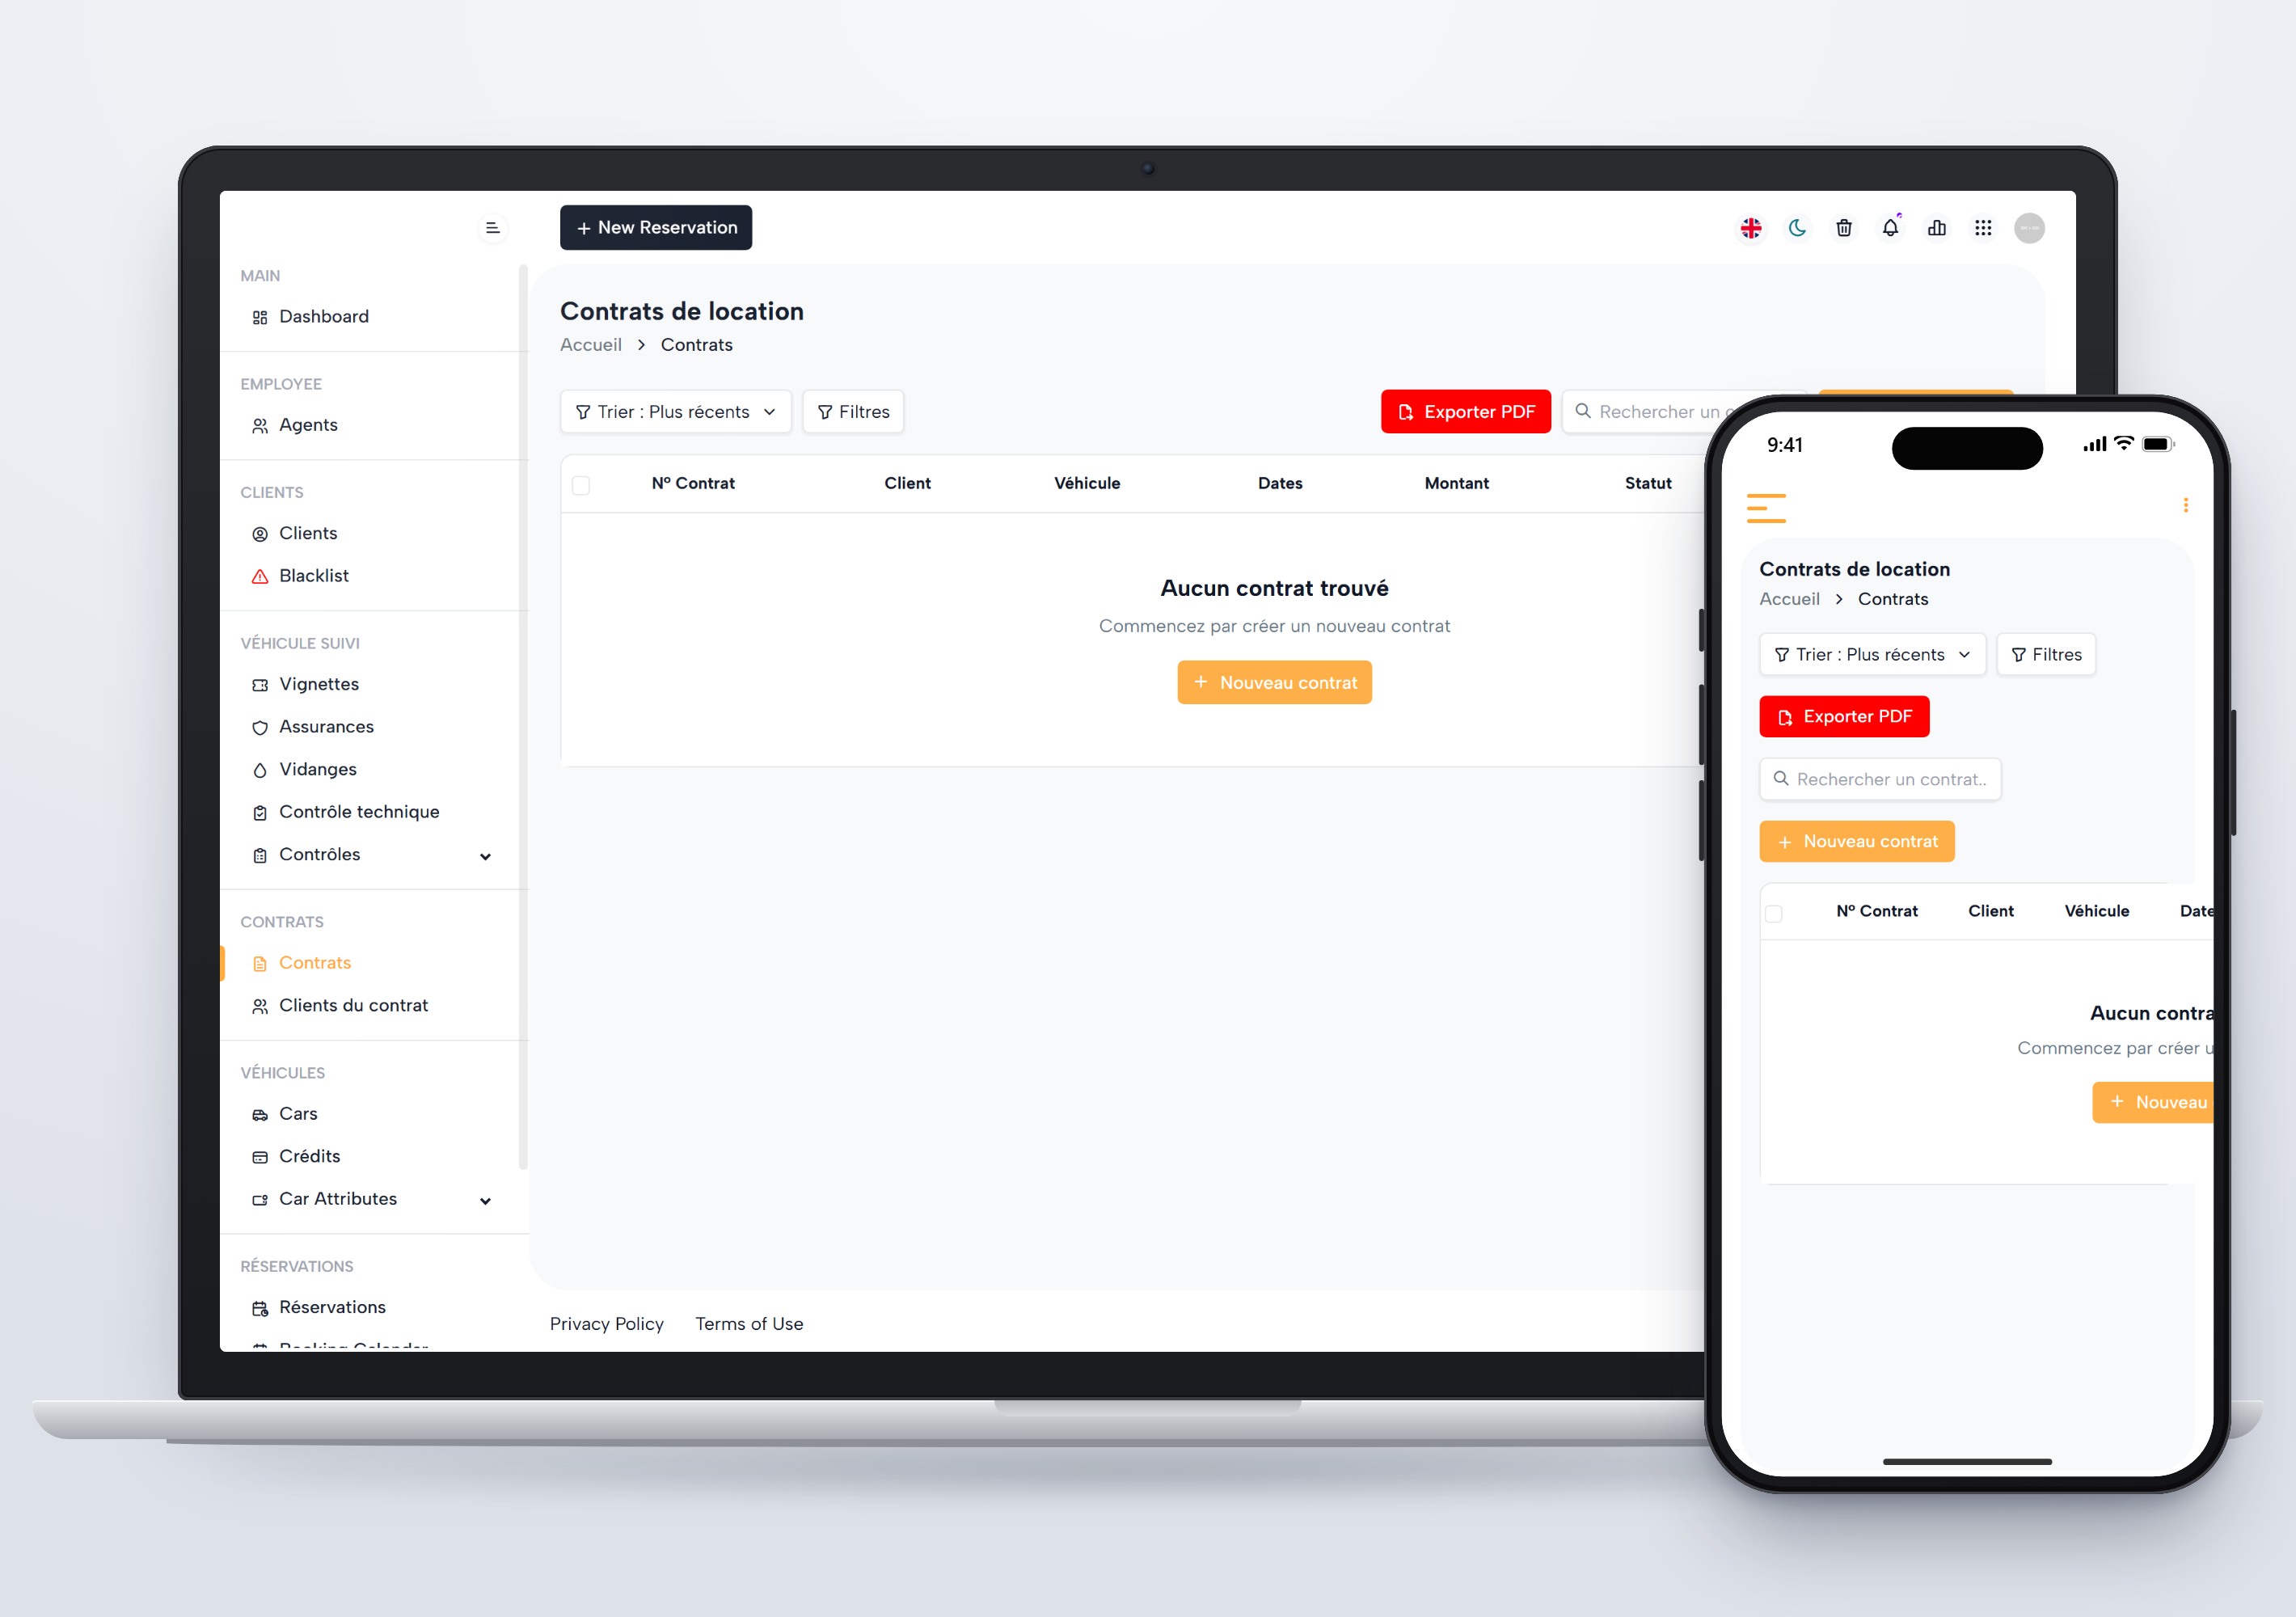 New Reservation
MAIN
Dashboard
EMPLOYEE
Agents
CLIENTS
Clients
Blacklist
VÉHICULE SUIVI
Vignettes
Assurances
Vidanges
Contrôle technique
Contrôles
CONTRATS
Contrats
Clients du contrat
VÉHICULES
Cars
Crédits
Car Attributes
RÉSERVATIONS
Réservations
Contrats de location
Accueil > Contrats
Trier : Plus récents
Filtres
Exporter PDF
Rechercher un
N° Contrat Client Véhicule Dates Montant Statut
Aucun contrat trouvé
Commencez par créer un nouveau contrat
+ Nouveau contrat
Privacy Policy Terms of Use
9:41
Contrats de location
Accueil > Contrats
Trier : Plus récents
Filtres
Exporter PDF
Rechercher un contrat..
+ Nouveau contrat
N° Contrat Client Véhicule Date
Aucun contra
Commencez par créer u
+ Nouveau